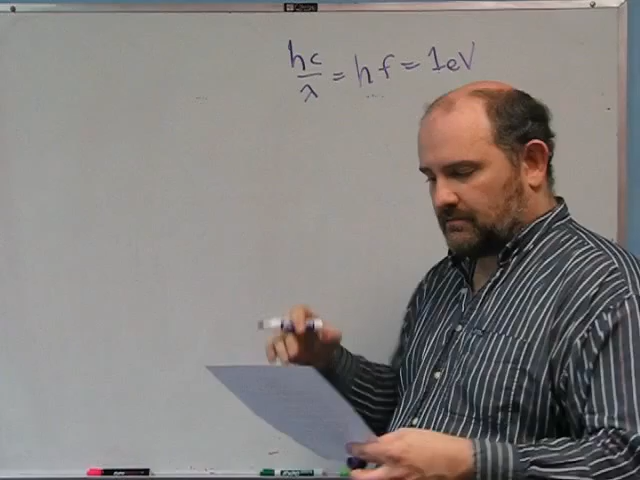 hc/λ = hf = 1eV